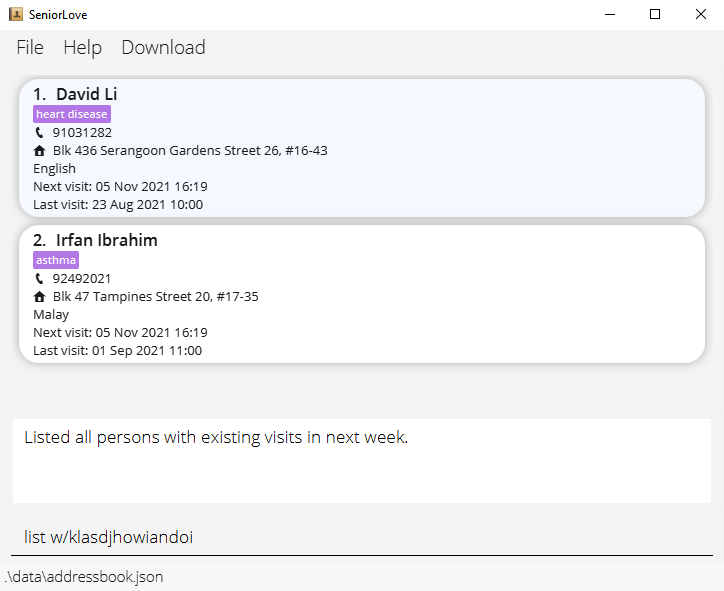 SeniorLove
File Help Download
1. David Li
heart disease
91031282
Blk 436 Serangoon Gardens Street 26, #16-43
English
Next visit: 05 Nov 2021 16:19
Last visit: 23 Aug 2021 10:00
2. Irfan Ibrahim
asthma
92492021
Blk 47 Tampines Street 20, #17-35
Malay
Next visit: 05 Nov 2021 16:19
Last visit: 01 Sep 2021 11:00
Listed all persons with existing visits in next week.
list w/klasdjhowiandoi
.\data\addressbook.json